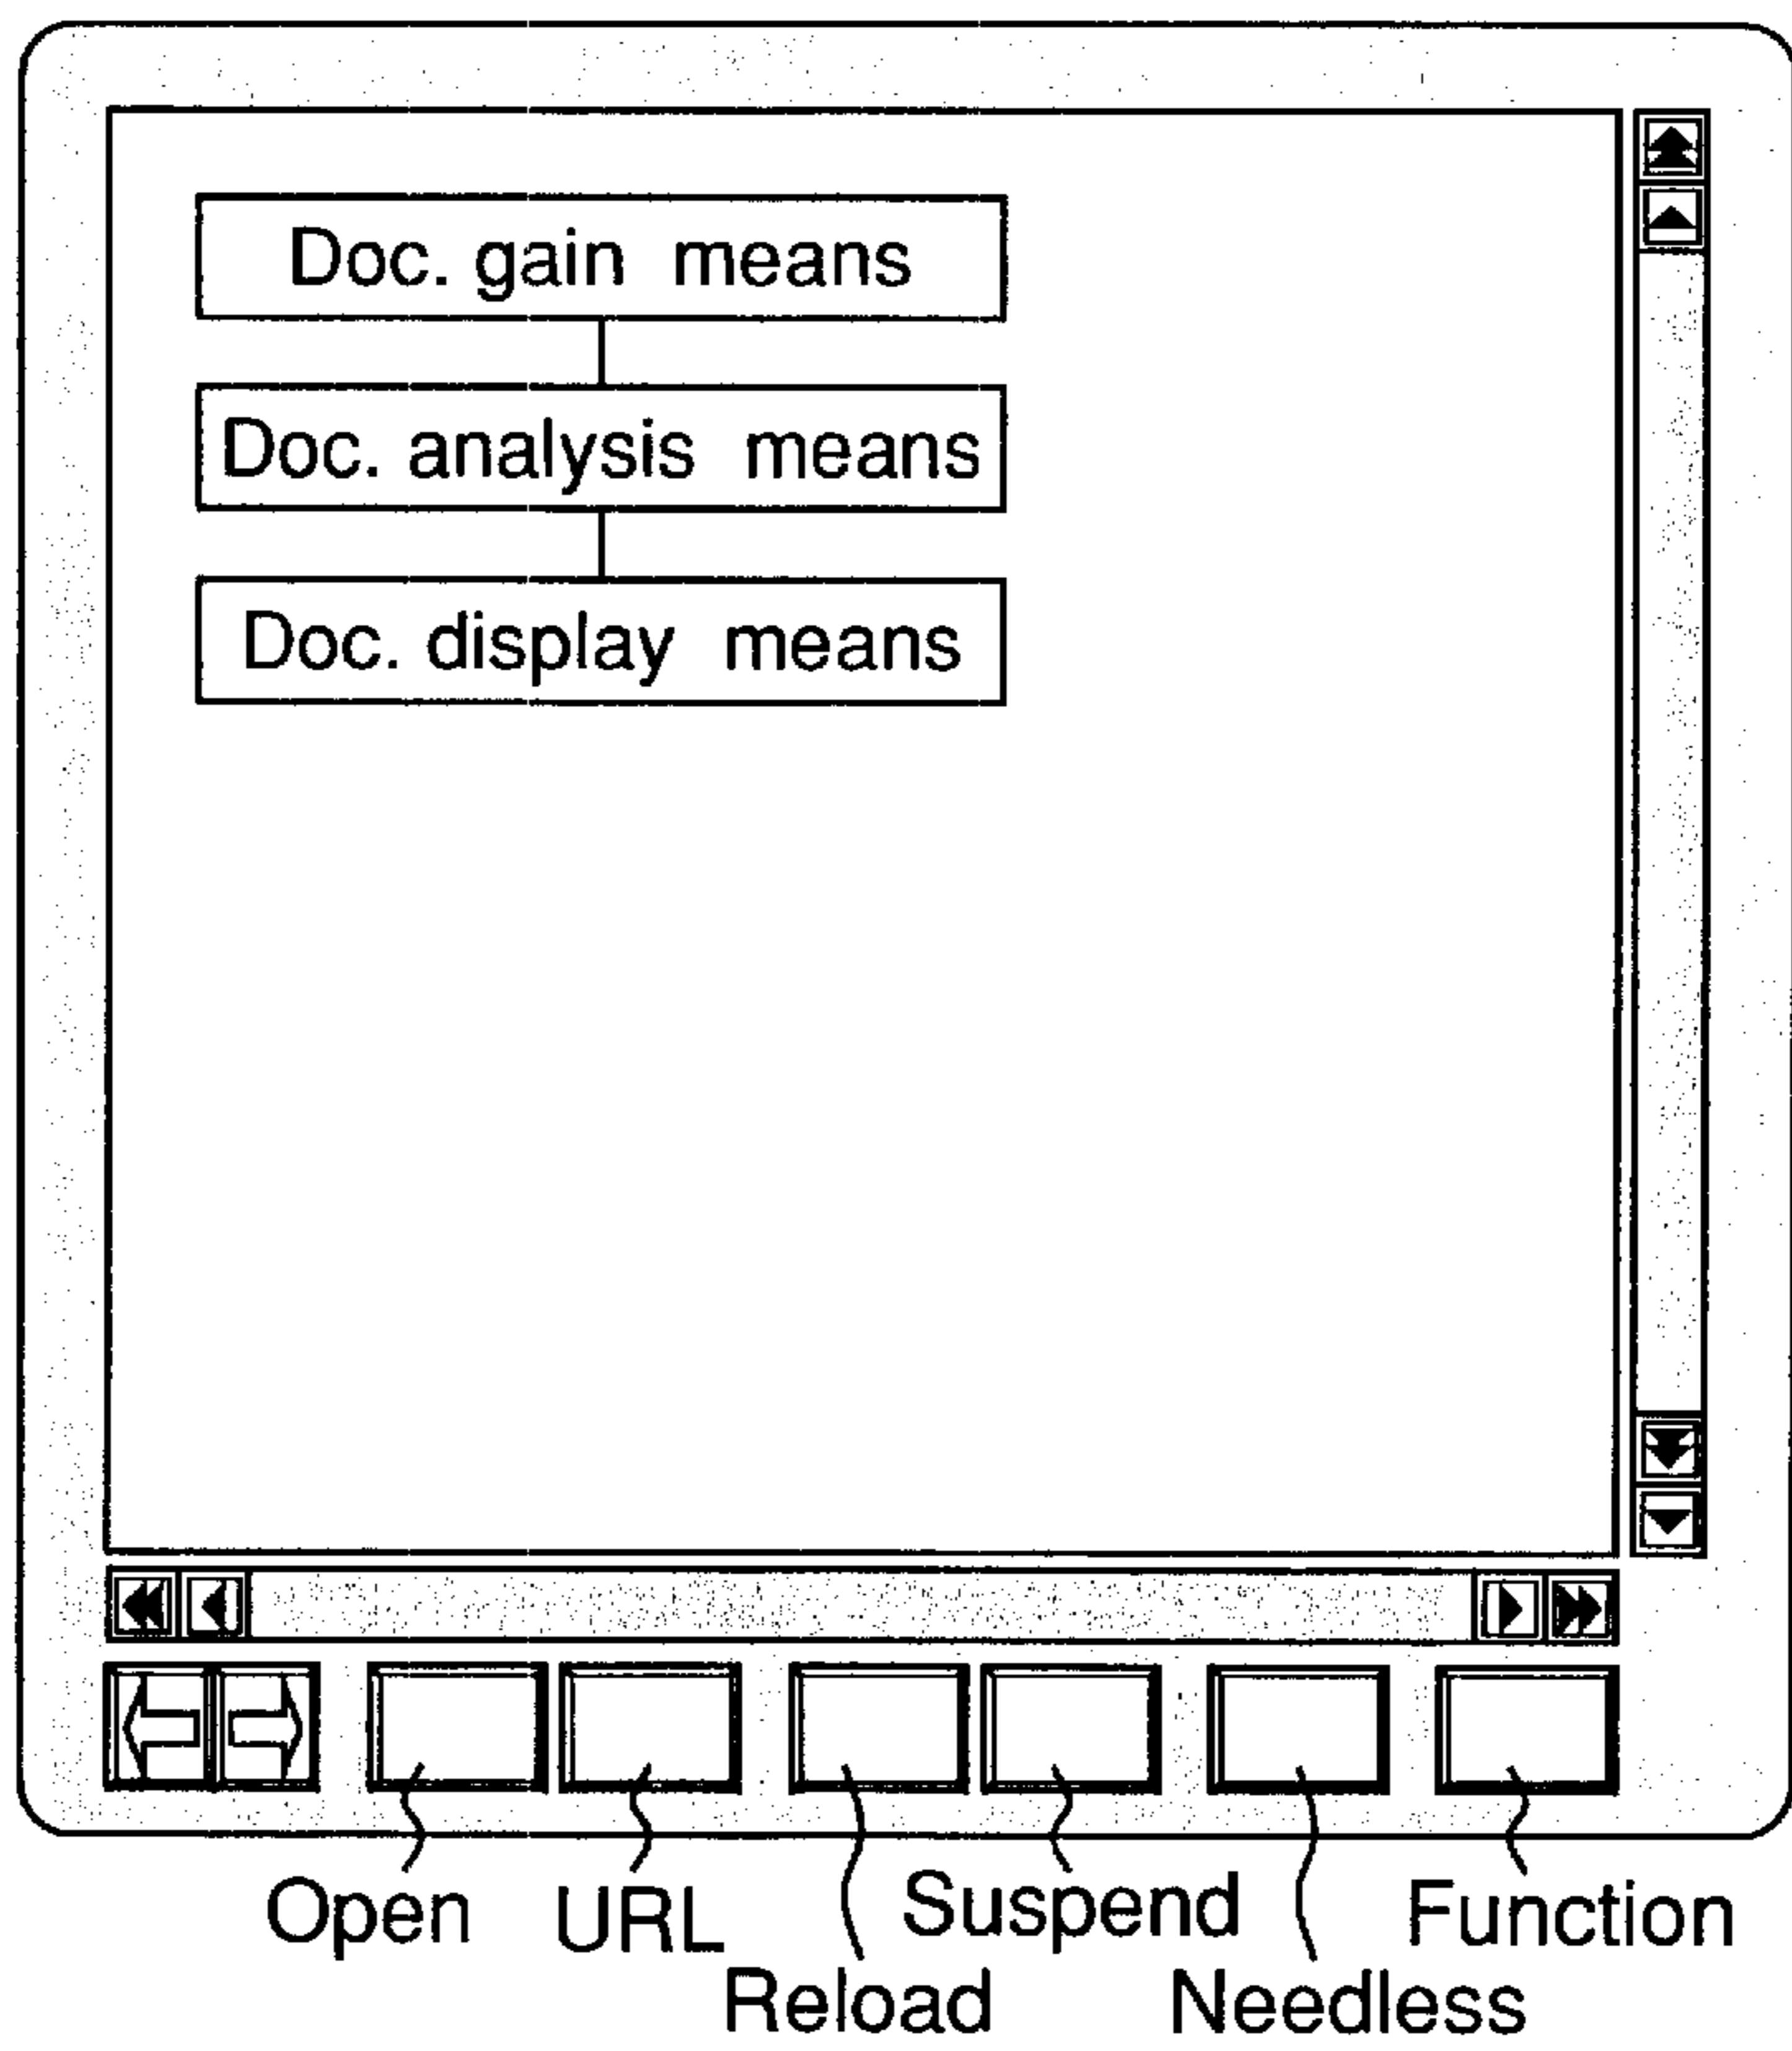 Doc. gain means
Doc. analysis means
Doc. display means
Open URL Suspend Function
Reload Needless